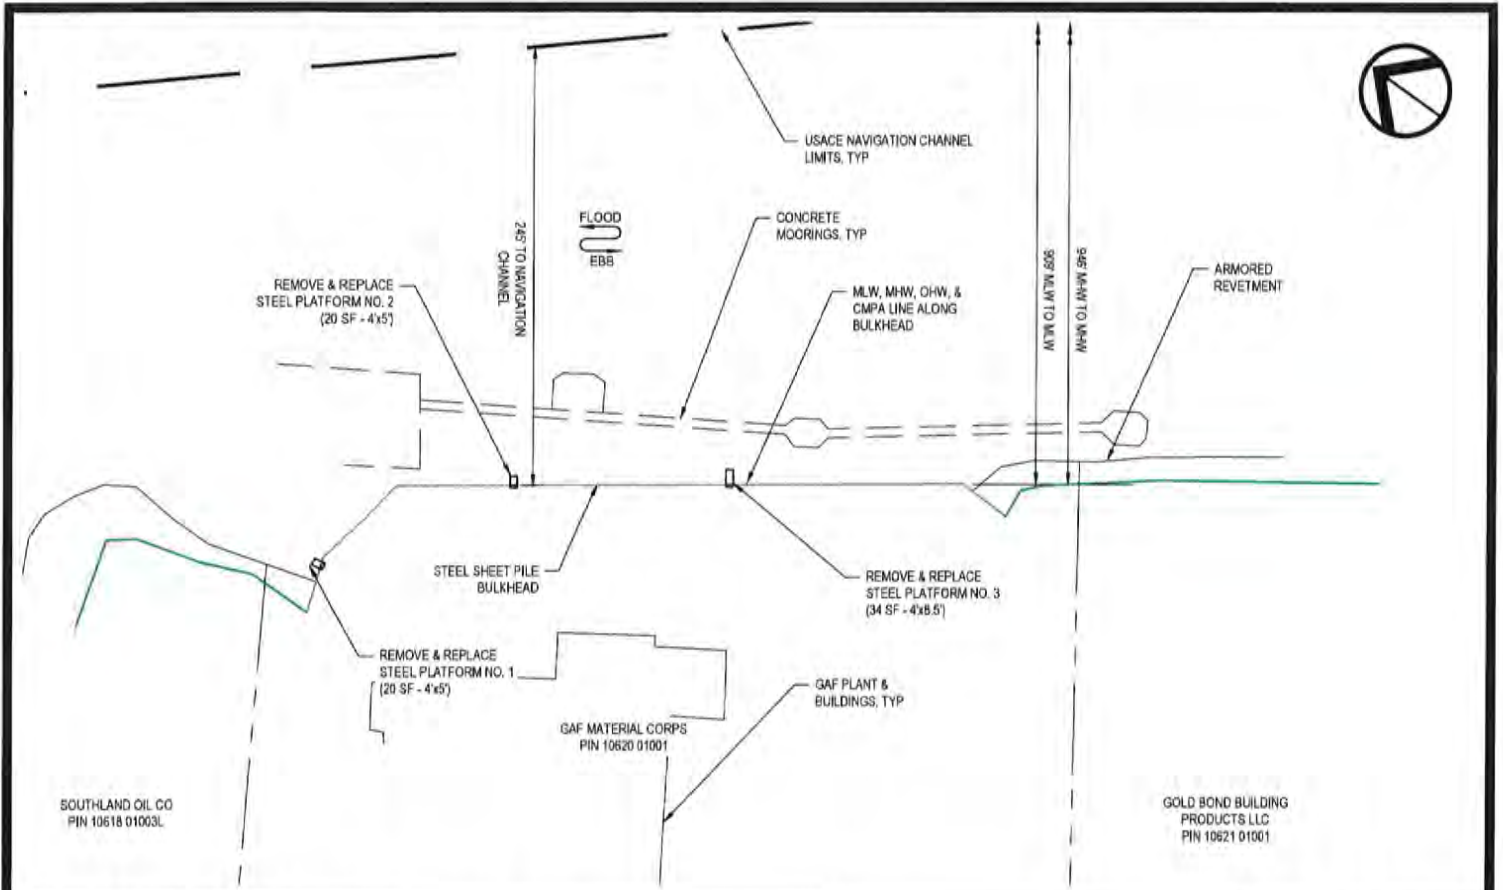 USACE NAVIGATION CHANNEL
LIMITS, TYP
FLOOD
EBB
CONCRETE
MOORINGS, TYP
245' TO NAVIGATION
CHANNEL
REMOVE & REPLACE
STEEL PLATFORM NO. 2
(20 SF - 4'x5')
MLW, MHW, OHW, &
CMPA LINE ALONG
BULKHEAD
909' MLW TO MLW
946' MHW TO MHW
ARMORED
REVETMENT
STEEL SHEET PILE
BULKHEAD
REMOVE & REPLACE
STEEL PLATFORM NO. 3
(34 SF - 4'x8.5')
REMOVE & REPLACE
STEEL PLATFORM NO. 1
(20 SF - 4'x5')
GAF PLANT &
BUILDINGS, TYP
GAF MATERIAL CORPS
PIN 10620 01001
SOUTHLAND OIL CO
PIN 10618 01003L
GOLD BOND BUILDING
PRODUCTS LLC
PIN 10621 01001